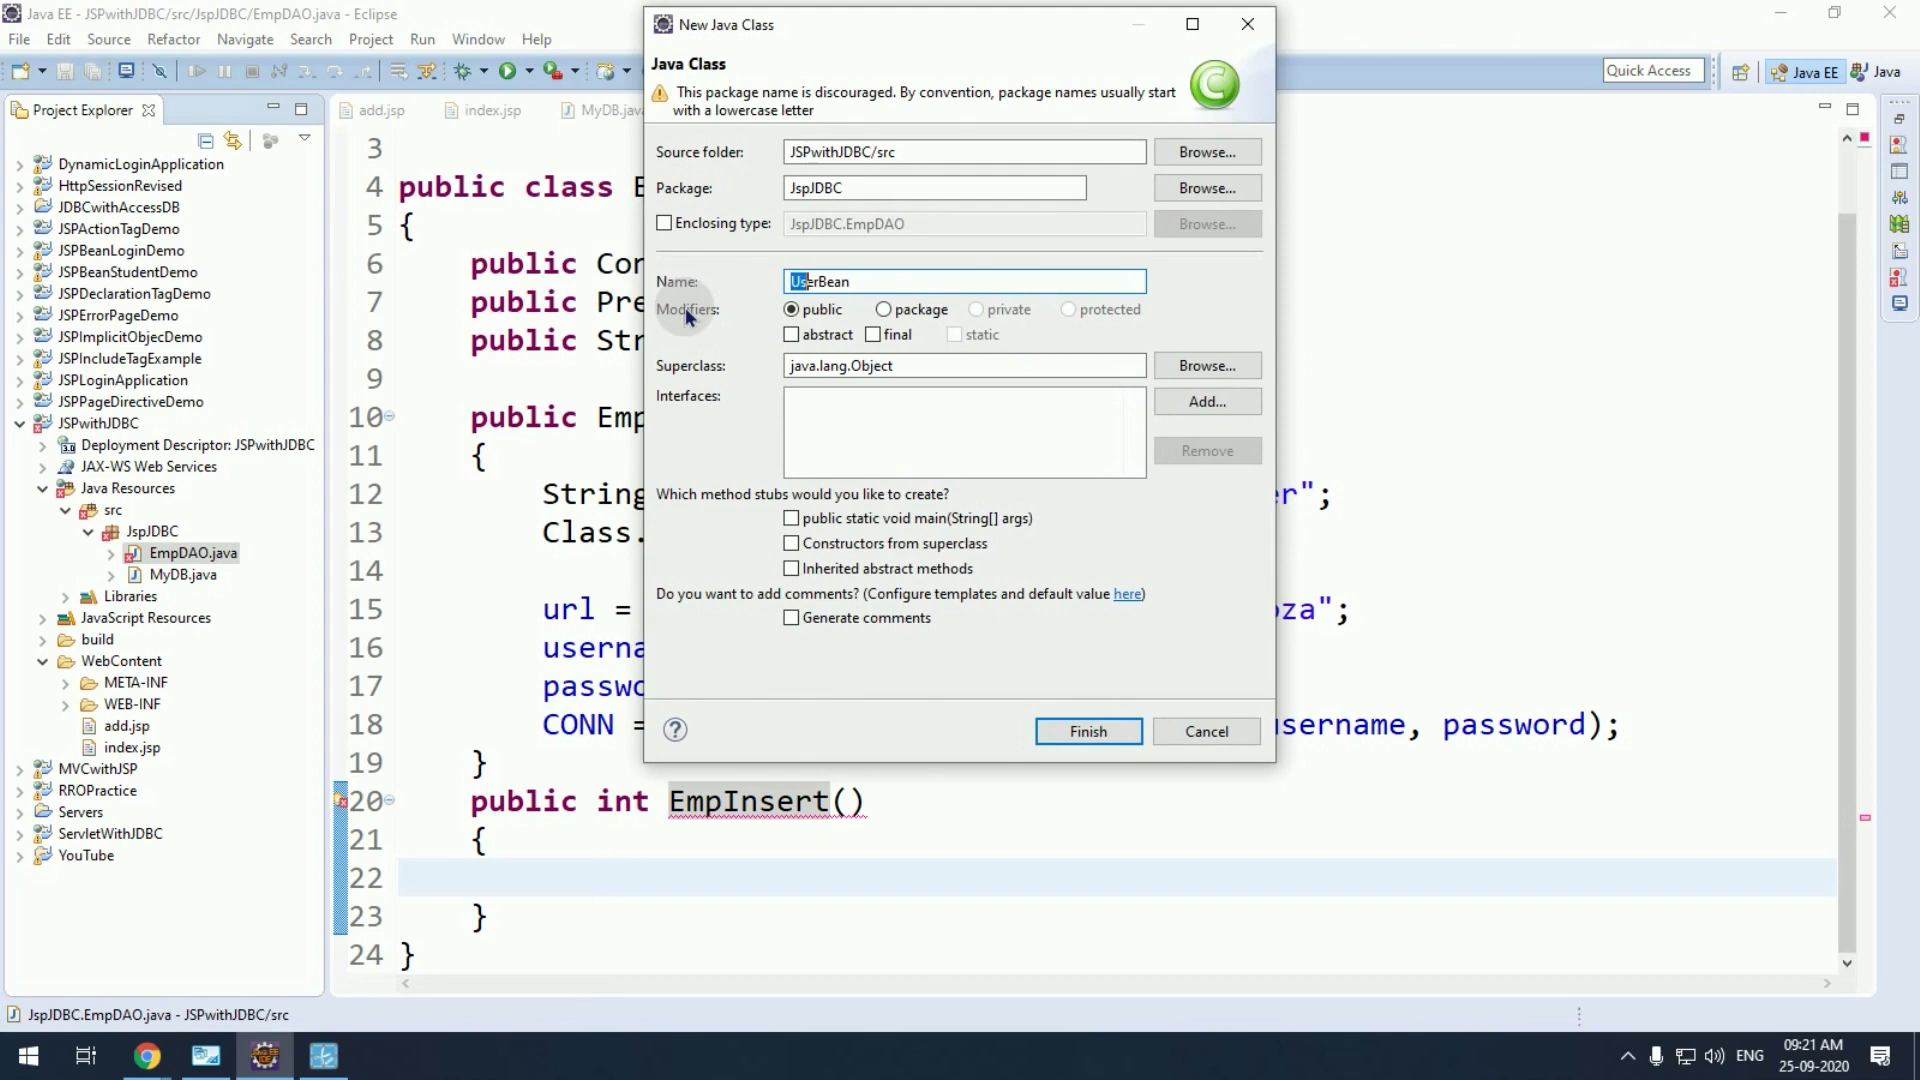 Java EE - JSPwithJDBC/src/JspJDBC/EmpDAO.java - Eclipse
File Edit Source Refactor Navigate Search Project Run Window Help
Quick Access
Java EE
Java
Project Explorer
DynamicLoginApplication
HttpSessionRevised
JDBCwithAccessDB
JSPActionTagDemo
JSPBeanLoginDemo
JSPBeanStudentDemo
JSPDeclarationTagDemo
JSPErrorPageDemo
JSPImplicitObjecDemo
JSPIncludeTagExample
JSPLoginApplication
JSPPageDirectiveDemo
JSPwithJDBC
Deployment Descriptor: JSPwithJDBC
3.0
JAX-WS Web Services
Java Resources
src
JspJDBC
EmpDAO.java
MyDB.java
Libraries
JavaScript Resources
build
WebContent
META-INF
WEB-INF
add.jsp
index.jsp
MVCwithJSP
RROPractice
Servers
ServletWithJDBC
YouTube
add.jsp index.jsp MyDB.java
3
4 public class E
5 {
6 public Con
7 public Pre
8 public Str
9
10 public Emp
11 {
12 String er";
13 Class.
14
15 url = oza";
16 userna
17 passwo
18 CONN = username, password);
19 }
20 public int EmpInsert()
21 {
22
23 }
24 }
New Java Class
Java Class
This package name is discouraged. By convention, package names usually start
with a lowercase letter
C
Source folder: JSPwithJDBC/src Browse...
Package: JspJDBC Browse...
Enclosing type: JspJDBC.EmpDAO Browse...
Name: UserBean
Modifiers: public package private protected
abstract final static
Superclass: java.lang.Object Browse...
Interfaces: Add...
Remove
Which method stubs would you like to create?
public static void main(String[] args)
Constructors from superclass
Inherited abstract methods
Do you want to add comments? (Configure templates and default value here)
Generate comments
? Finish Cancel
JspJDBC.EmpDAO.java - JSPwithJDBC/src
ENG
09:21 AM
25-09-2020